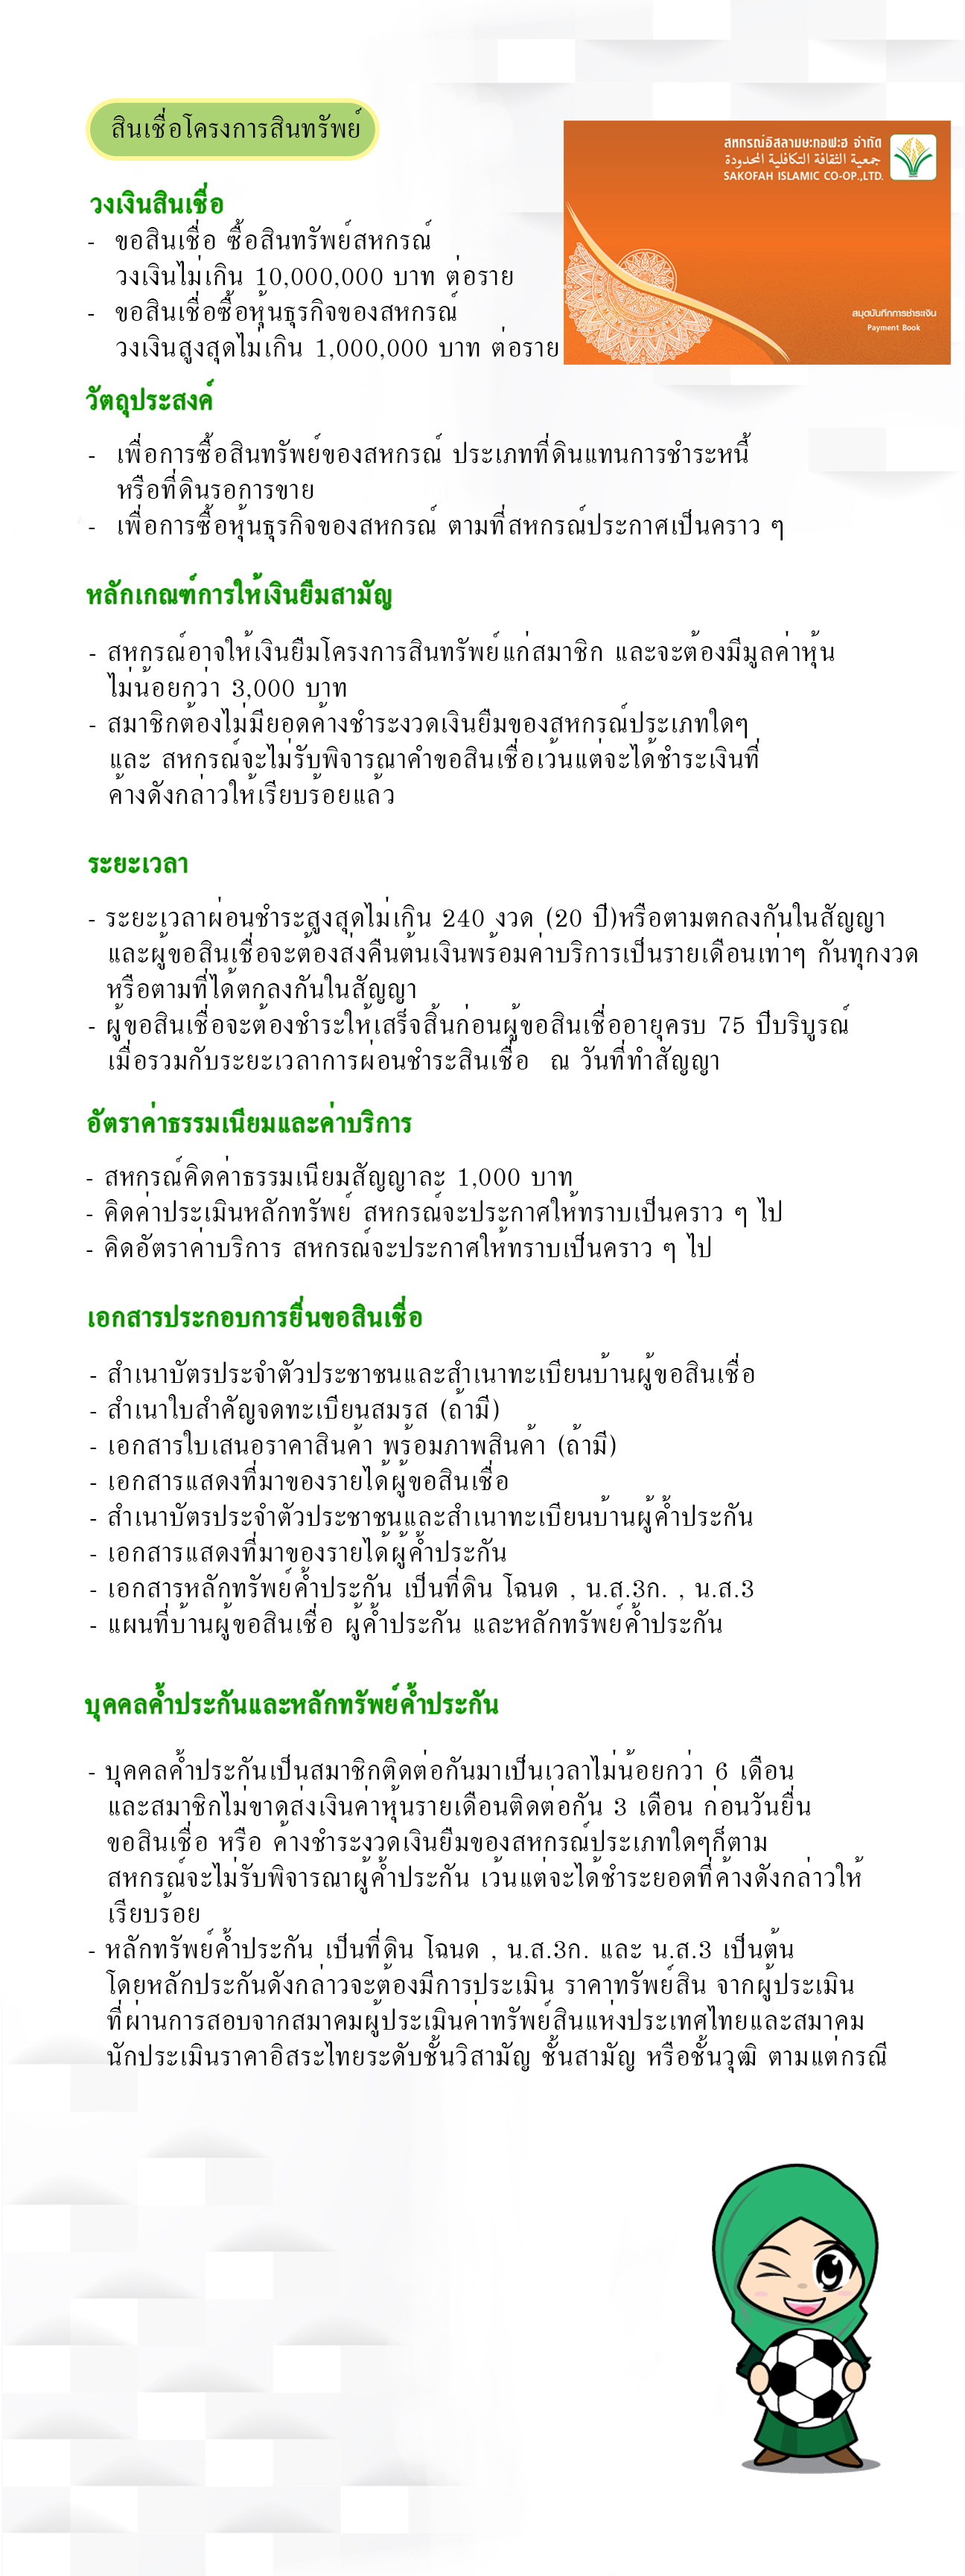 สินเชื่อโครงการสินทรัพย์
สหกรณ์อิสลามษะกอฟะฮ จำกัด
جمعية الثقافة التكافلية المحدودة
SAKOFAH ISLAMIC CO-OP.,LTD.
สมุดบันทึกการชำระเงิน
Payment Book
วงเงินสินเชื่อ
- ขอสินเชื่อ ซื้อสินทรัพย์สหกรณ์
วงเงินไม่เกิน 10,000,000 บาท ต่อราย
- ขอสินเชื่อซื้อหุ้นธุรกิจของสหกรณ์
วงเงินสูงสุดไม่เกิน 1,000,000 บาท ต่อราย
วัตถุประสงค์
- เพื่อการซื้อสินทรัพย์ของสหกรณ์ ประเภทที่ดินแทนการชำระหนี้
หรือที่ดินรอการขาย
- เพื่อการซื้อหุ้นธุรกิจของสหกรณ์ ตามที่สหกรณ์ประกาศเป็นคราว ๆ
หลักเกณฑ์การให้เงินยืมสามัญ
- สหกรณ์อาจให้เงินยืมโครงการสินทรัพย์แก่สมาชิก และจะต้องมีมูลค่าหุ้น
ไม่น้อยกว่า 3,000 บาท
- สมาชิกต้องไม่มียอดค้างชำระงวดเงินยืมของสหกรณ์ประเภทใดๆ
และ สหกรณ์จะไม่รับพิจารณาคำขอสินเชื่อเว้นแต่จะได้ชำระเงินที่
ค้างดังกล่าวให้เรียบร้อยแล้ว
ระยะเวลา
- ระยะเวลาผ่อนชำระสูงสุดไม่เกิน 240 งวด (20 ปี)หรือตามตกลงกันในสัญญา
และผู้ขอสินเชื่อจะต้องส่งคืนต้นเงินพร้อมค่าบริการเป็นรายเดือนเท่าๆ กันทุกงวด
หรือตามที่ได้ตกลงกันในสัญญา
- ผู้ขอสินเชื่อจะต้องชำระให้เสร็จสิ้นก่อนผู้ขอสินเชื่ออายุครบ 75 ปีบริบูรณ์
เมื่อรวมกับระยะเวลาการผ่อนชำระสินเชื่อ ณ วันที่ทำสัญญา
อัตราค่าธรรมเนียมและค่าบริการ
- สหกรณ์คิดค่าธรรมเนียมสัญญาละ 1,000 บาท
- คิดค่าประเมินหลักทรัพย์ สหกรณ์จะประกาศให้ทราบเป็นคราว ๆ ไป
- คิดอัตราค่าบริการ สหกรณ์จะประกาศให้ทราบเป็นคราว ๆ ไป
เอกสารประกอบการยื่นขอสินเชื่อ
- สำเนาบัตรประจำตัวประชาชนและสำเนาทะเบียนบ้านผู้ขอสินเชื่อ
- สำเนาใบสำคัญจดทะเบียนสมรส (ถ้ามี)
- เอกสารใบเสนอราคาสินค้า พร้อมภาพสินค้า (ถ้ามี)
- เอกสารแสดงที่มาของรายได้ผู้ขอสินเชื่อ
- สำเนาบัตรประจำตัวประชาชนและสำเนาทะเบียนบ้านผู้ค้ำประกัน
- เอกสารแสดงที่มาของรายได้ผู้ค้ำประกัน
- เอกสารหลักทรัพย์ค้ำประกัน เป็นที่ดิน โฉนด , น.ส.3ก. , น.ส.3
- แผนที่บ้านผู้ขอสินเชื่อ ผู้ค้ำประกัน และหลักทรัพย์ค้ำประกัน
บุคคลค้ำประกันและหลักทรัพย์ค้ำประกัน
- บุคคลค้ำประกันเป็นสมาชิกติดต่อกันมาเป็นเวลาไม่น้อยกว่า 6 เดือน
และสมาชิกไม่ขาดส่งเงินค่าหุ้นรายเดือนติดต่อกัน 3 เดือน ก่อนวันยื่น
ขอสินเชื่อ หรือ ค้างชำระงวดเงินยืมของสหกรณ์ประเภทใดๆก็ตาม
สหกรณ์จะไม่รับพิจารณาผู้ค้ำประกัน เว้นแต่จะได้ชำระยอดที่ค้างดังกล่าวให้
เรียบร้อย
- หลักทรัพย์ค้ำประกัน เป็นที่ดิน โฉนด , น.ส.3ก. และ น.ส.3 เป็นต้น
โดยหลักประกันดังกล่าวจะต้องมีการประเมิน ราคาทรัพย์สิน จากผู้ประเมิน
ที่ผ่านการสอบจากสมาคมผู้ประเมินค่าทรัพย์สินแห่งประเทศไทยและสมาคม
นักประเมินราคาอิสระไทยระดับชั้นวิสามัญ ชั้นสามัญ หรือชั้นวุฒิ ตามแต่กรณี